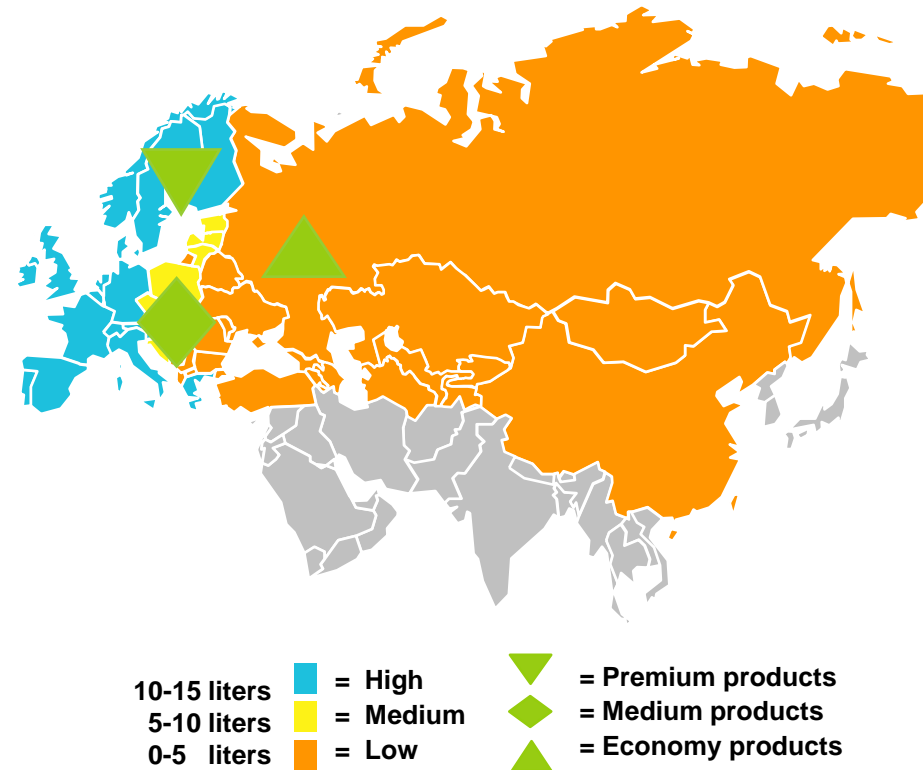 10-15 liters = High
5-10 liters = Medium
0-5 liters = Low
= Premium products
= Medium products
= Economy products